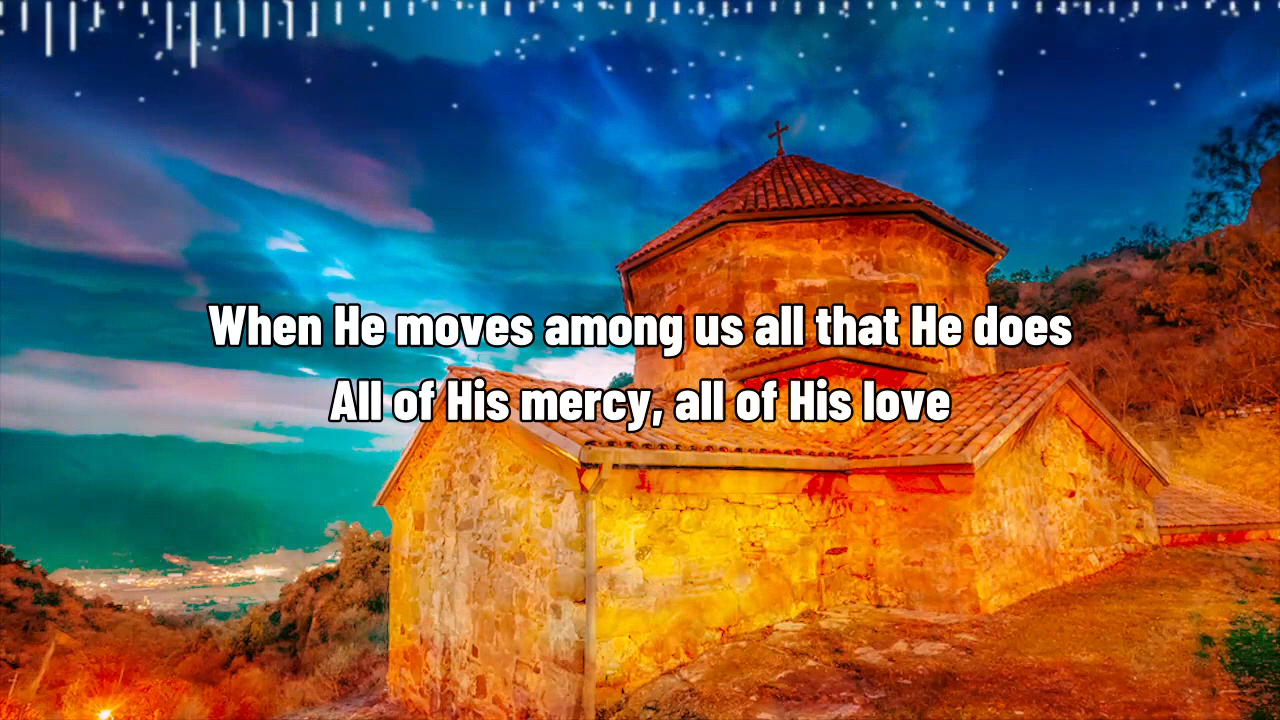 When He moves among us all that He does
All of His mercy, all of His love